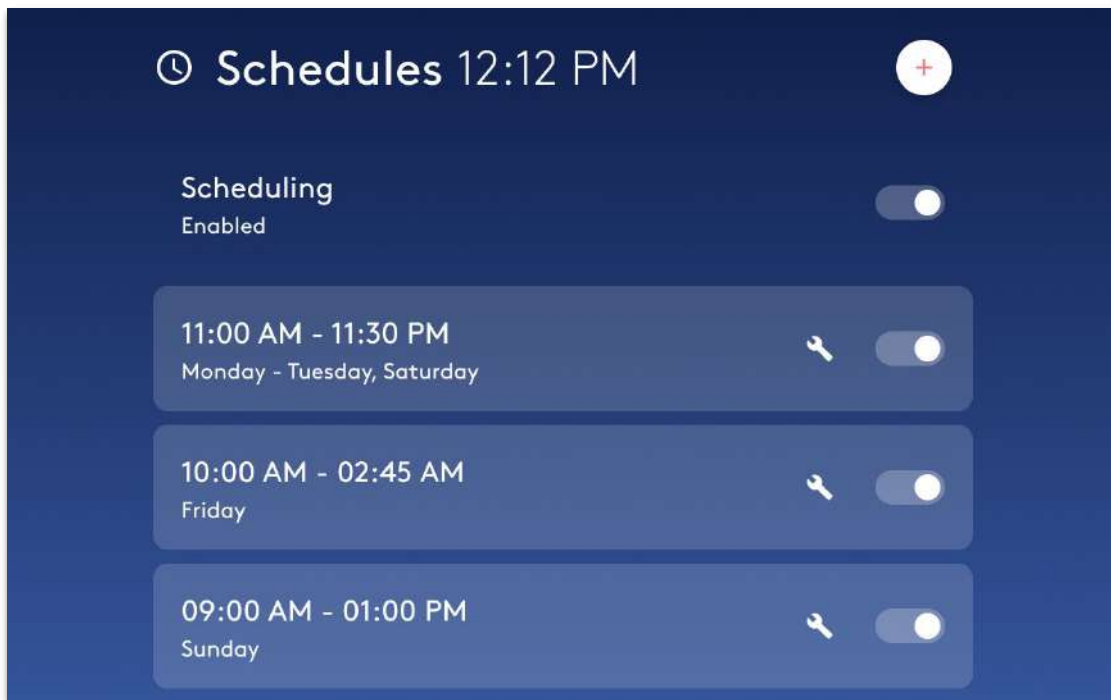 Schedules 12:12 PM
+
Scheduling
Enabled
11:00 AM - 11:30 PM
Monday - Tuesday, Saturday
10:00 AM - 02:45 AM
Friday
09:00 AM - 01:00 PM
Sunday